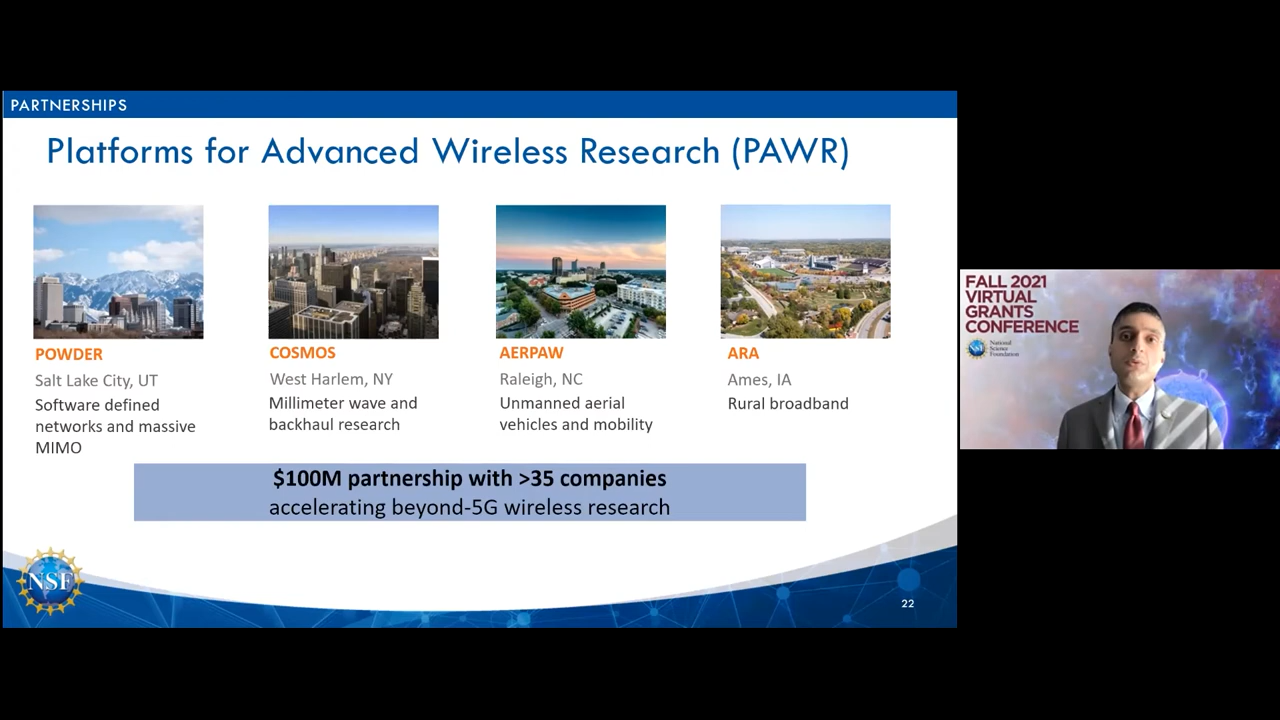 PARTNERSHIPS
Platforms for Advanced Wireless Research (PAWR)
POWDER
Salt Lake City, UT
Software defined
networks and massive
MIMO
COSMOS
West Harlem, NY
Millimeter wave and
backhaul research
AERPAW
Raleigh, NC
Unmanned aerial
vehicles and mobility
ARA
Ames, IA
Rural broadband
$100M partnership with >35 companies
accelerating beyond-5G wireless research
NSF
22
FALL 2021
VIRTUAL
GRANTS
CONFERENCE
NSF
National
Science
Foundation